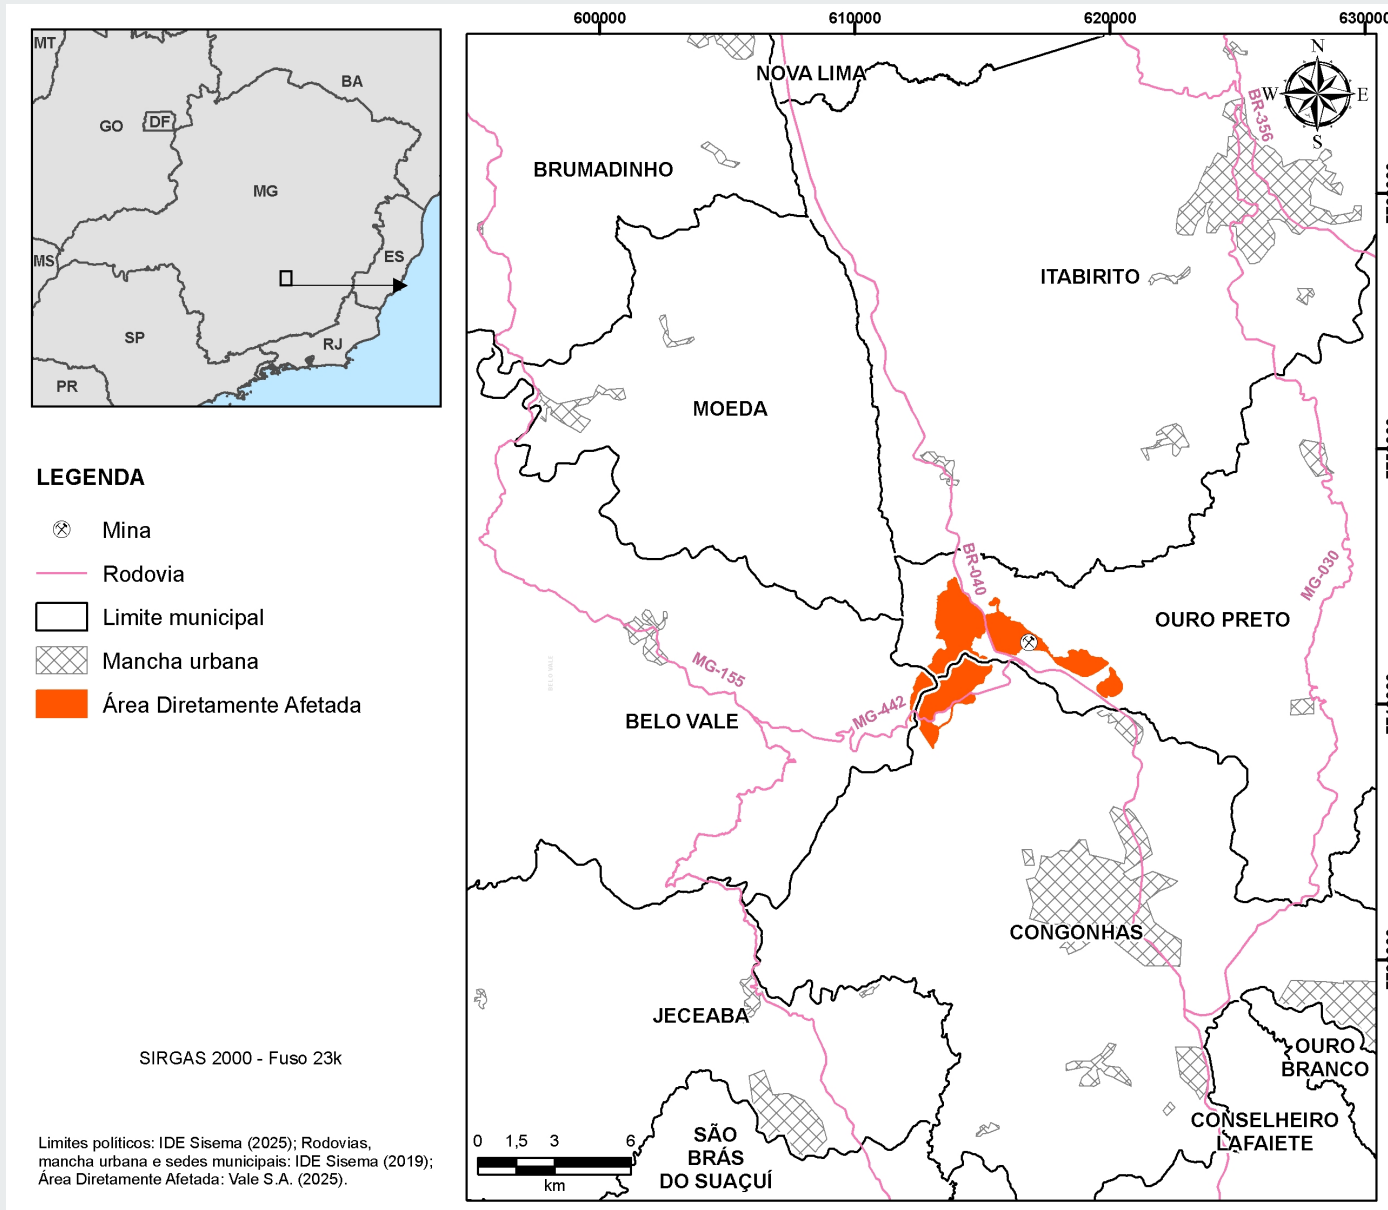 600000
610000
620000
630000
MT
BA
GO
DF
MG
ES
MS
SP
RJ
PR
N
W
E
S
NOVA LIMA
BR-356
BRUMADINHO
ITABIRITO
MOEDA
BR-040
MG-030
OURO PRETO
MG-155
BELO VALE
MG-442
BELO VALE
CONGONHAS
JECEABA
OURO
BRANCO
CONSELHEIRO
LAFAIETE
SÃO
BRÁS
DO SUAÇUÍ
0 1,5 3 6
km
LEGENDA
Mina
Rodovia
Limite municipal
Mancha urbana
Área Diretamente Afetada
SIRGAS 2000 - Fuso 23k
Limites políticos: IDE Sisema (2025); Rodovias,
mancha urbana e sedes municipais: IDE Sisema (2019);
Área Diretamente Afetada: Vale S.A. (2025).